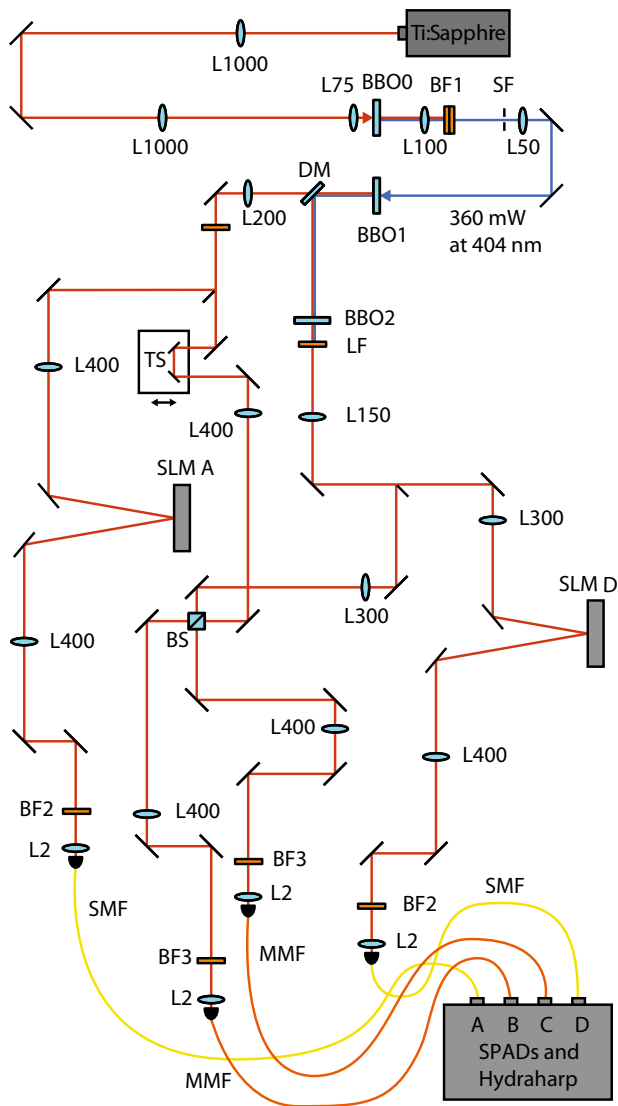 Ti:Sapphire
L1000
L75
BBO0
BF1
SF
L1000
L100
L50
DM
L200
BBO1
360 mW
at 404 nm
BBO2
TS
LF
L400
L400
L150
SLM A
L300
SLM D
L300
BS
L400
L400
L400
L400
BF2
BF3
L2
L2
BF2
SMF
SMF
L2
MMF
BF3
L2
MMF
A B C D
SPADs and
Hydraharp